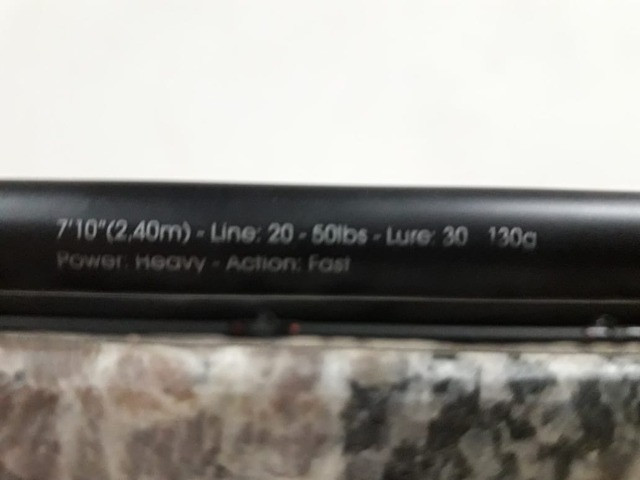 7'10"(2,40m) - Line: 20 - 50lbs - Lure: 30 130g
Power: Heavy - Action: Fast